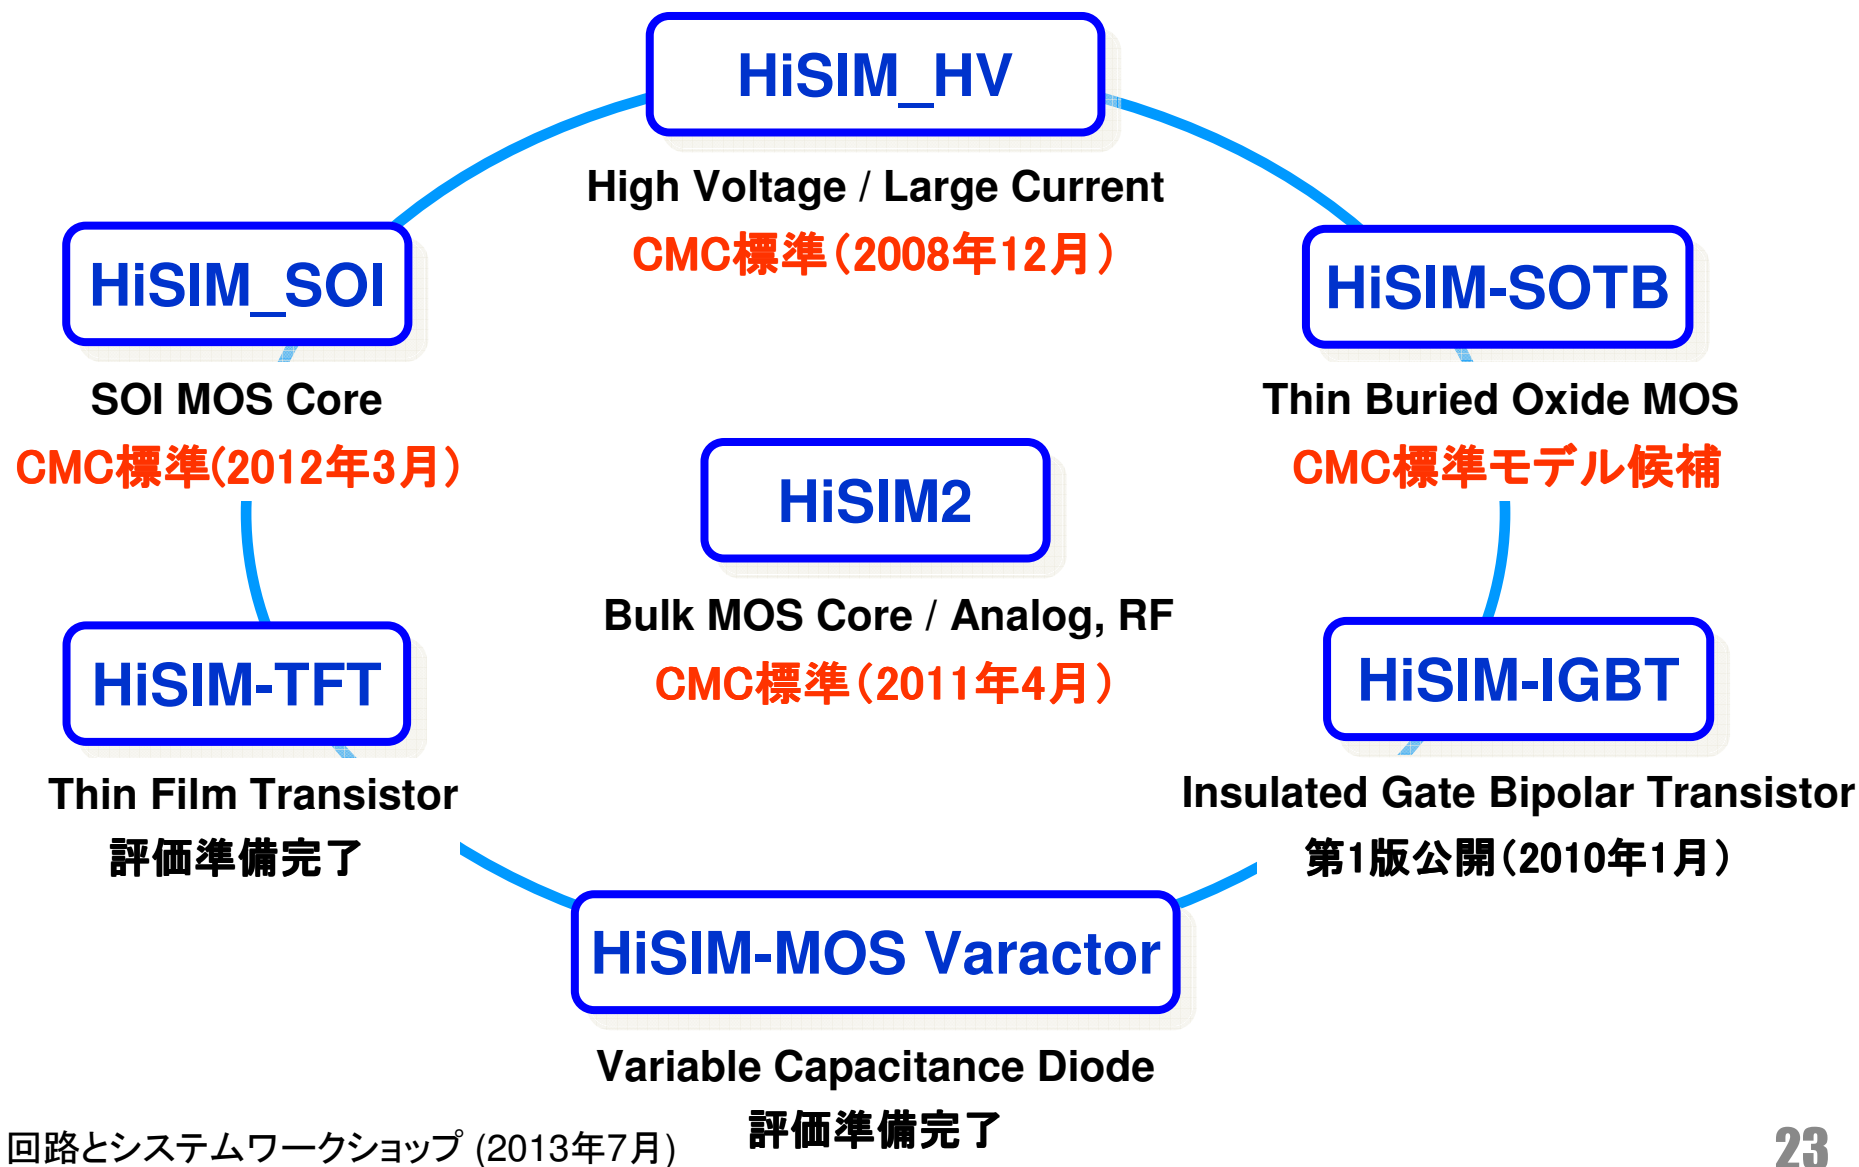 HiSIM_HV
High Voltage / Large Current
CMC標準（2008年12月）
HiSIM_SOI
SOI MOS Core
CMC標準(2012年3月）
HiSIM-SOTB
Thin Buried Oxide MOS
CMC標準モデル候補
HiSIM2
Bulk MOS Core / Analog, RF
CMC標準（2011年4月）
HiSIM-TFT
Thin Film Transistor
評価準備完了
HiSIM-IGBT
Insulated Gate Bipolar Transistor
第1版公開（2010年1月）
HiSIM-MOS Varactor
Variable Capacitance Diode
評価準備完了
回路とシステムワークショップ (2013年7月)
23